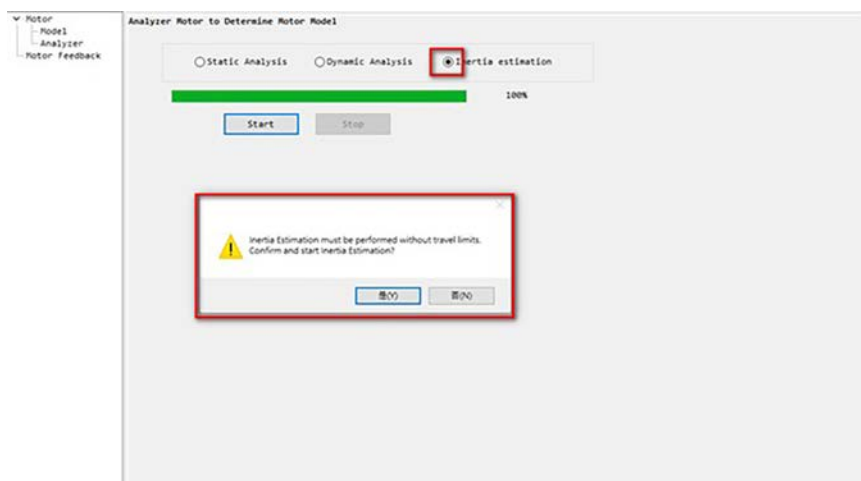 Motor
Model
Analyzer
Motor Feedback
Analyzer Motor to Determine Motor Model
Static Analysis
Dynamic Analysis
Inertia estimation
100%
Start
Stop
Inertia Estimation must be performed without travel limits.
Confirm and start Inertia Estimation?
是(Y)
否(N)